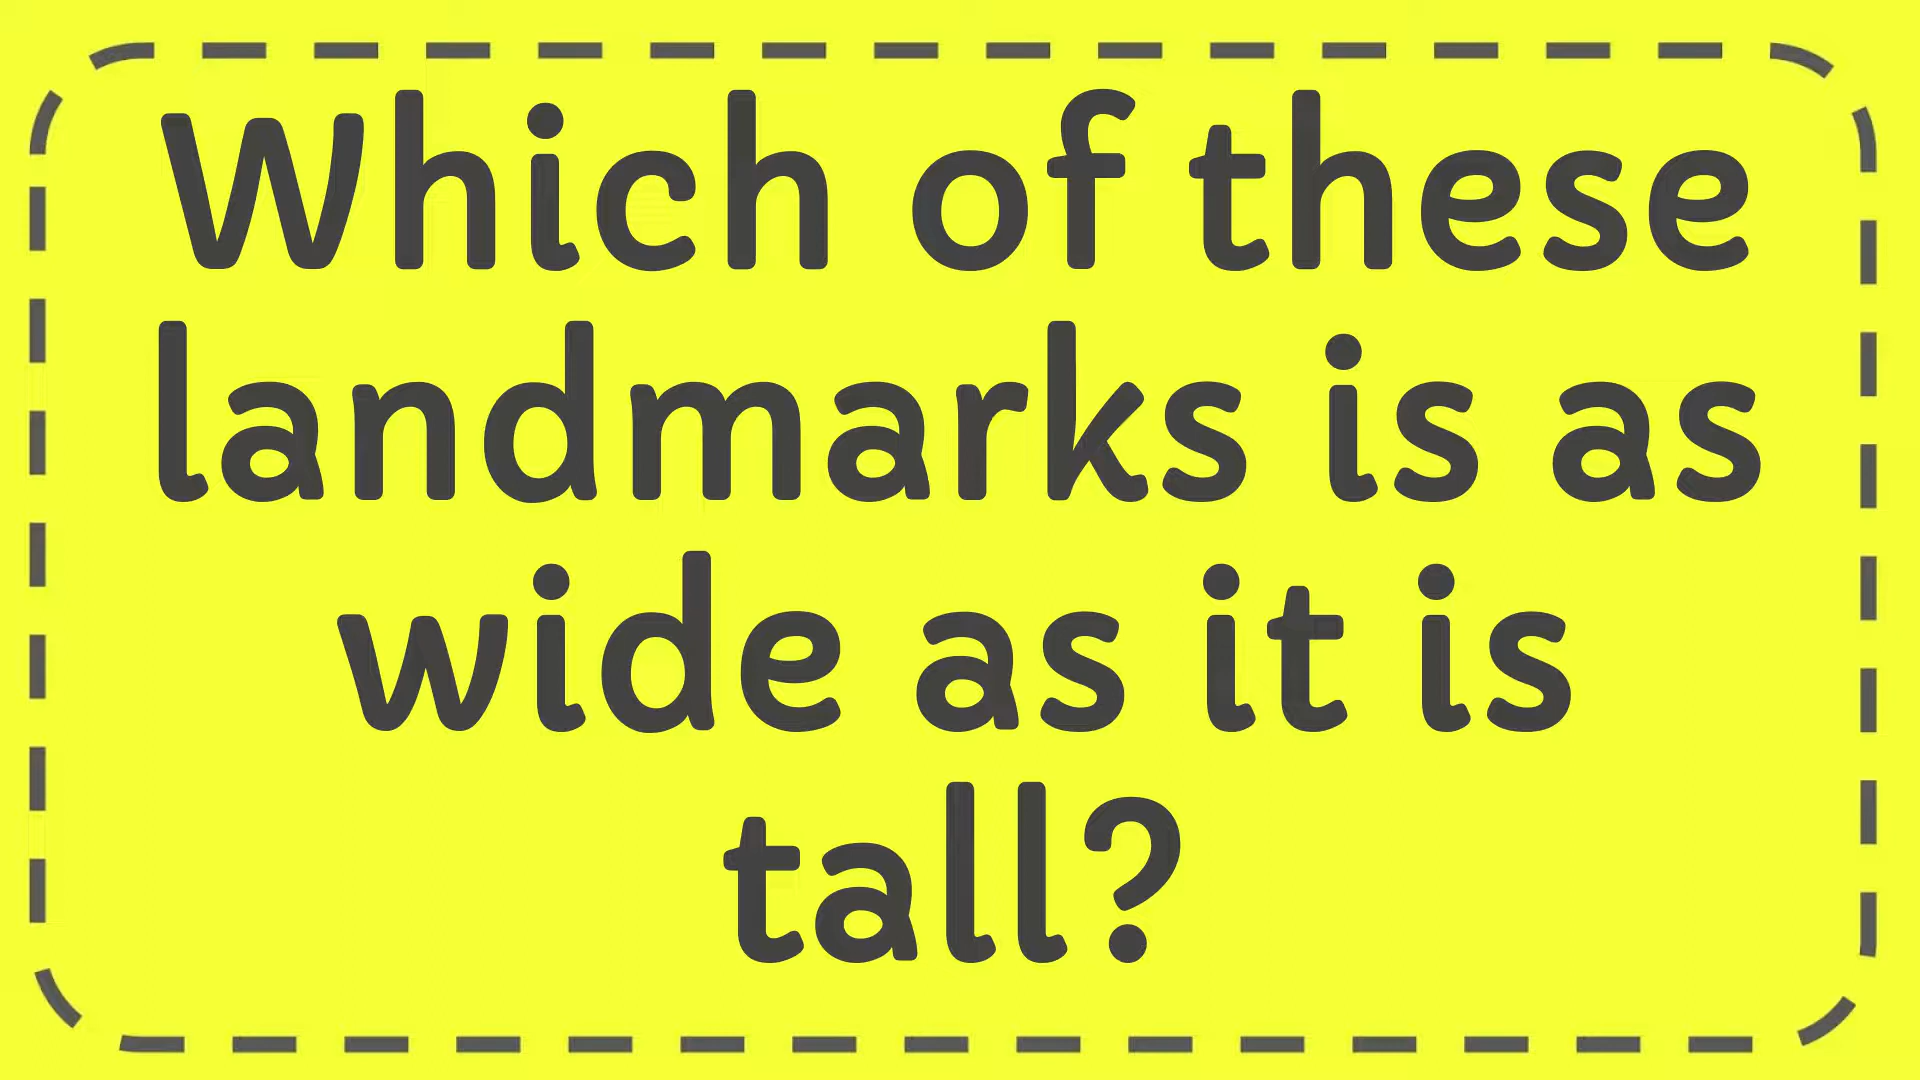 Which of these
landmarks is as
wide as it is
tall?